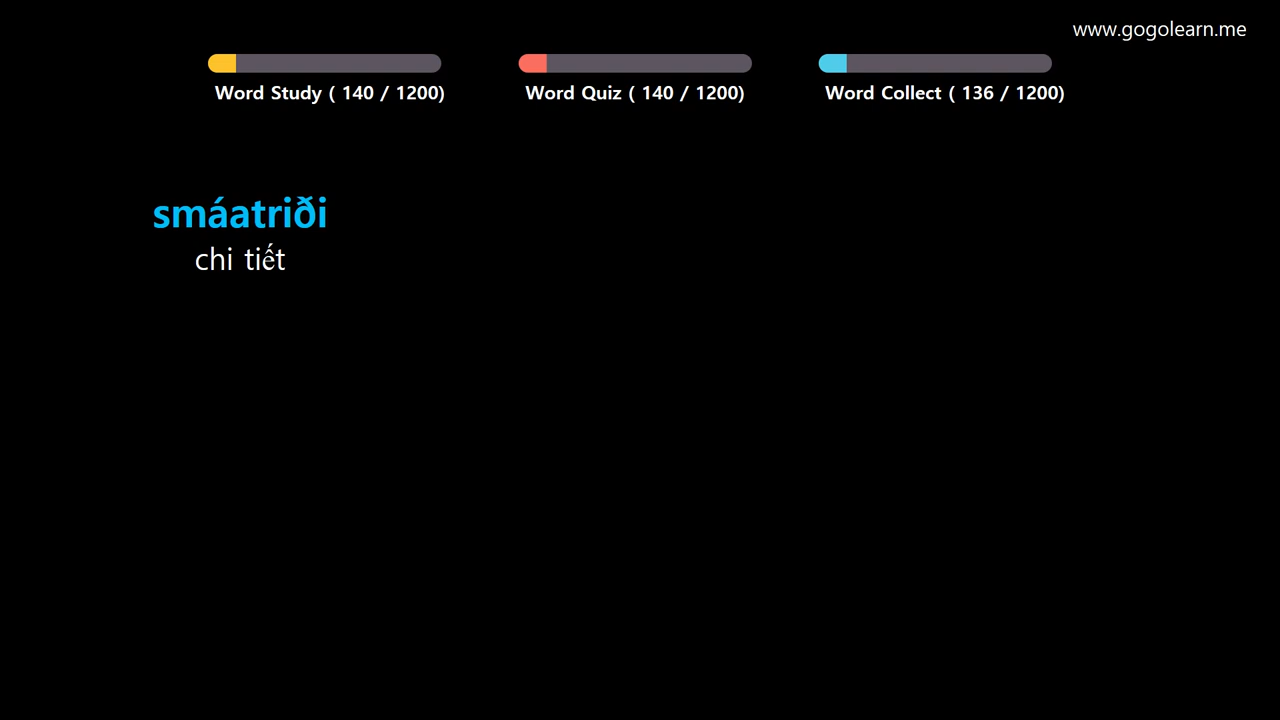 www.gogolearn.me
Word Study ( 140 / 1200)
Word Quiz ( 140 / 1200)
Word Collect ( 136 / 1200)
smáatriði
chi tiết